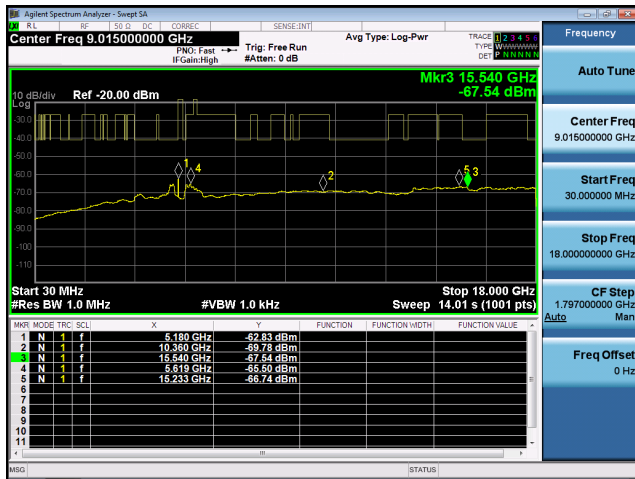 Agilent Spectrum Analyzer - Swept SA
LXI RL RF 50 Ω DC CORREC SENSE:INT
Center Freq 9.015000000 GHz
PNO: Fast
IFGain:High
Trig: Free Run
#Atten: 0 dB
Avg Type: Log-Pwr
TRACE 1 2 3 4 5 6
TYPE WWWWWW
DET P N N N N N
Mkr3 15.540 GHz
-67.54 dBm
10 dB/div Ref -20.00 dBm
Log
-30.0
-40.0
-50.0
-60.0
-70.0
-80.0
-90.0
-100
-110
1 4 2 5 3
Start 30 MHz Stop 18.000 GHz
#Res BW 1.0 MHz #VBW 1.0 kHz Sweep 14.01 s (1001 pts)
MKR MODE TRC SCL X Y FUNCTION FUNCTION WIDTH FUNCTION VALUE
1 N 1 f 5.180 GHz -62.83 dBm
2 N 1 f 10.360 GHz -69.78 dBm
3 N 1 f 15.540 GHz -67.54 dBm
4 N 1 f 5.619 GHz -65.50 dBm
5 N 1 f 15.233 GHz -66.74 dBm
6
7
8
9
10
11
MSG STATUS
Frequency
Auto Tune
Center Freq
9.015000000 GHz
Start Freq
30.000000 MHz
Stop Freq
18.000000000 GHz
CF Step
1.797000000 GHz
Auto Man
Freq Offset
0 Hz